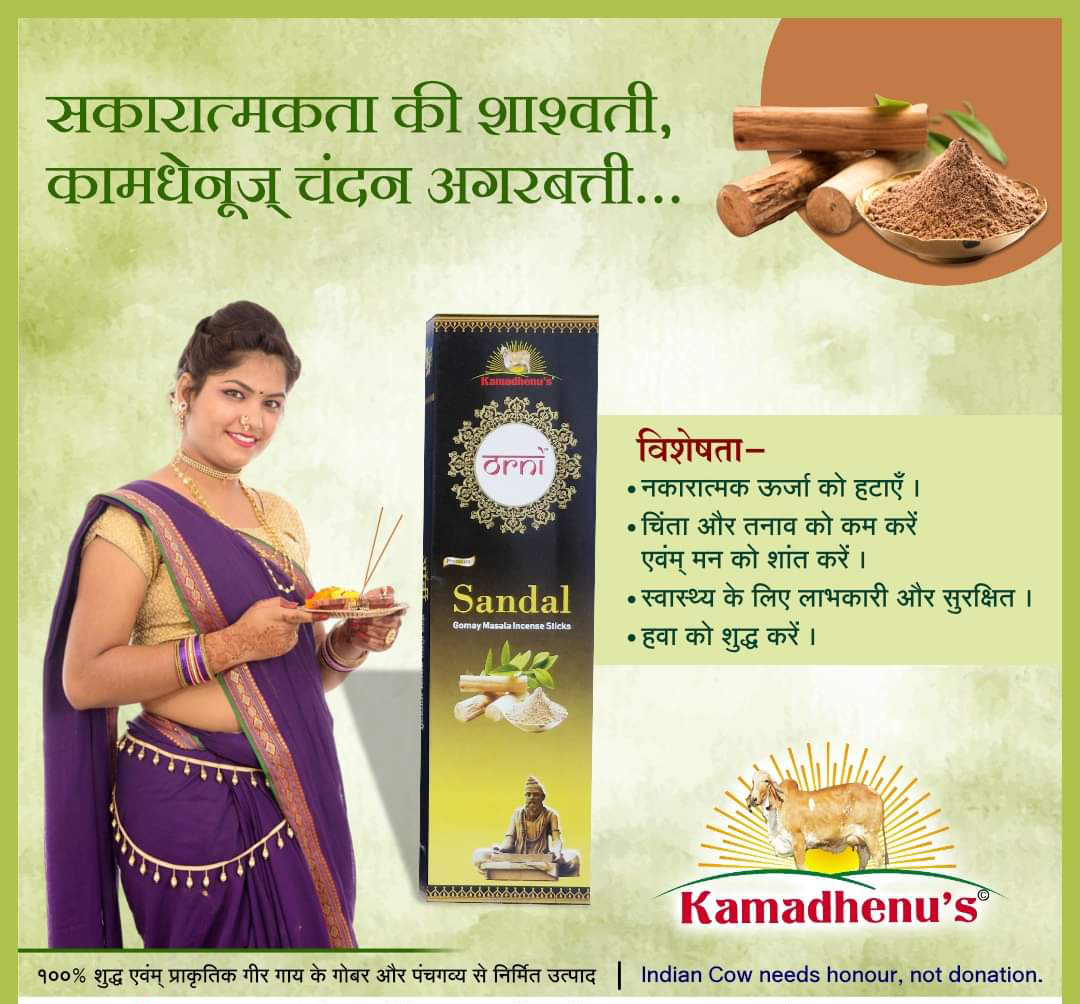 सकारात्मकता की शाश्वती,
कामधेनूज् चंदन अगरबत्ती...
Kamadhenu's
orni
Premium
Sandal
Gomay Masala Incense Sticks
विशेषता–
• नकारात्मक ऊर्जा को हटाएँ ।
• चिंता और तनाव को कम करें
एवंम् मन को शांत करें ।
• स्वास्थ्य के लिए लाभकारी और सुरक्षित ।
• हवा को शुद्ध करें ।
Kamadhenu's©
१००% शुद्ध एवंम् प्राकृतिक गीर गाय के गोबर और पंचगव्य से निर्मित उत्पाद | Indian Cow needs honour, not donation.